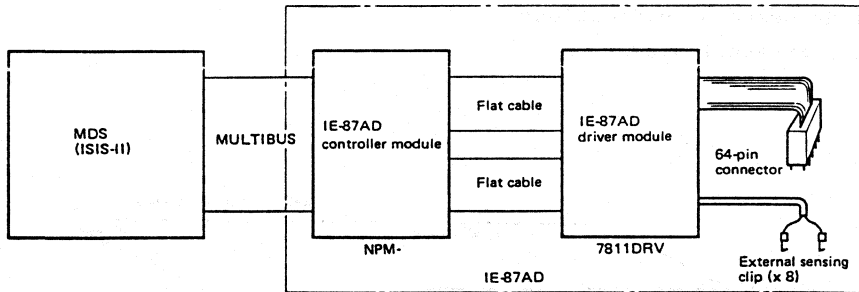 MDS
(ISIS-II)
MULTIBUS
IE-87AD
controller module
NPM-
Flat cable
Flat cable
IE-87AD
driver module
7811DRV
64-pin
connector
External sensing
clip (x 8)
IE-87AD